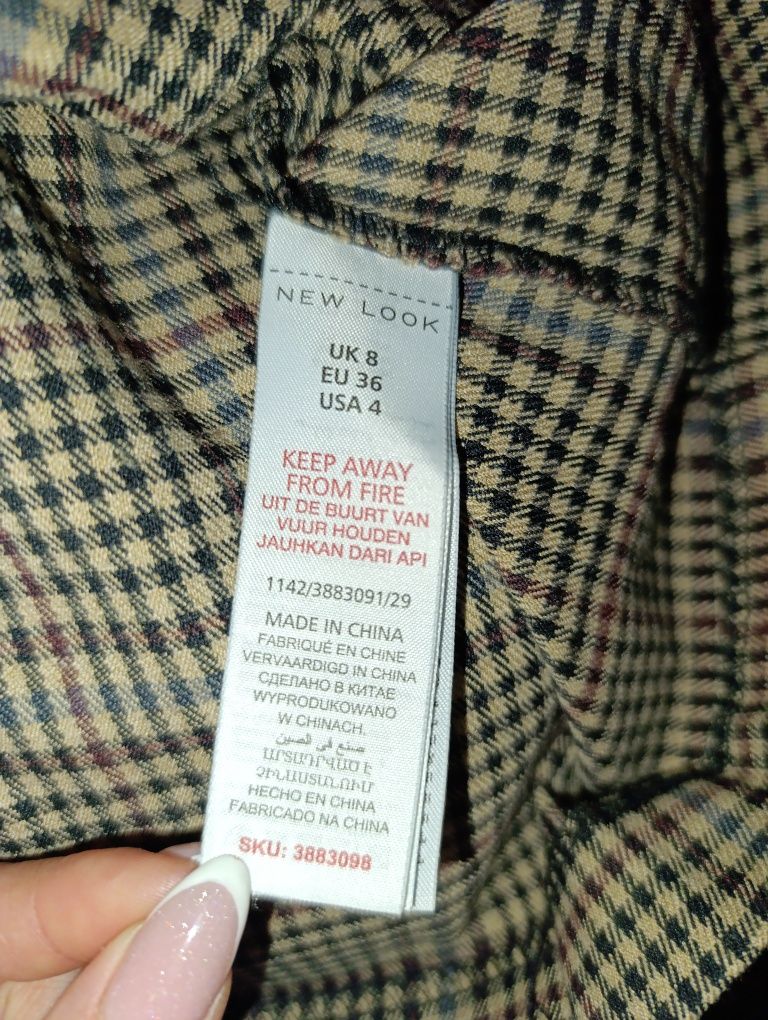 NEW LOOK
UK 8
EU 36
USA 4
KEEP AWAY
FROM FIRE
UIT DE BUURT VAN
VUUR HOUDEN
JAUHKAN DARI API
1142/3883091/29
MADE IN CHINA
FABRIQUÉ EN CHINE
VERVAARDIGD IN CHINA
СДЕЛАНО В КИТАЕ
WYPRODUKOWANO
W CHINACH.
صنع في الصين
ԱՐՏԱԴՐՎԱԾ Է
ՉԻՆԱՍՏԱՆՈՒՄ
HECHO EN CHINA
FABRICADO NA CHINA
SKU: 3883098